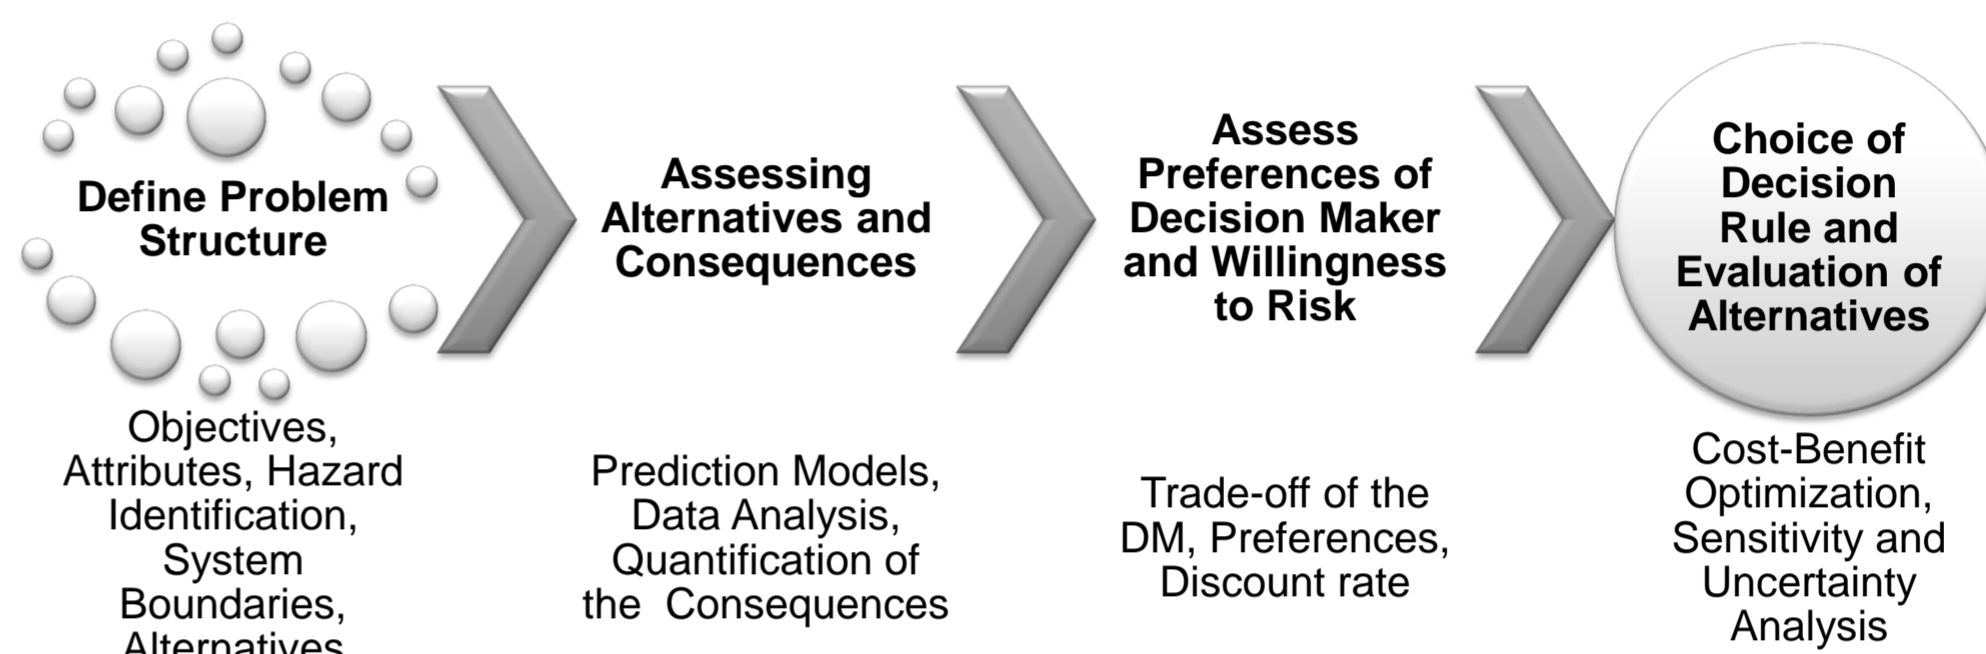 Define Problem
Structure
Objectives,
Attributes, Hazard
Identification,
System
Boundaries,
Alternatives
Assessing
Alternatives and
Consequences
Prediction Models,
Data Analysis,
Quantification of
the  Consequences
Assess
Preferences of
Decision Maker
and Willingness
to Risk
Trade-off of the
DM, Preferences,
Discount rate
Choice of
Decision
Rule and
Evaluation of
Alternatives
Cost-Benefit
Optimization,
Sensitivity and
Uncertainty
Analysis